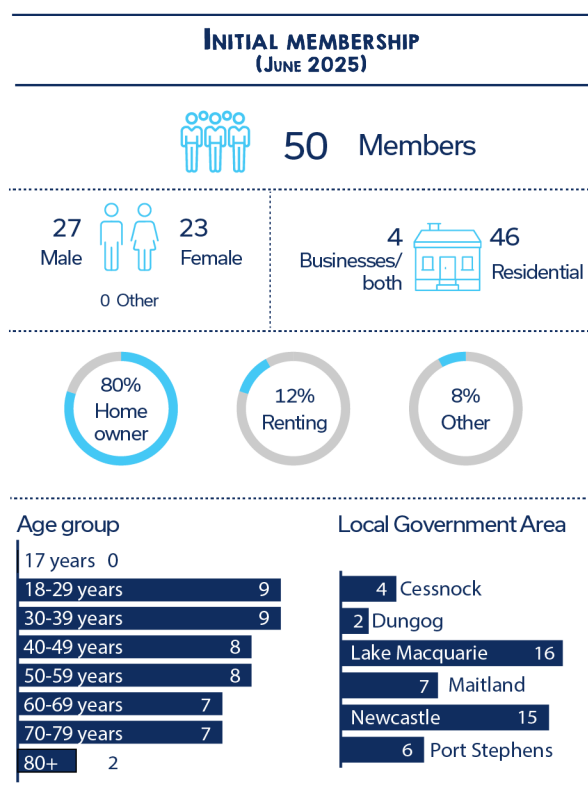 INITIAL MEMBERSHIP
(JUNE 2025)
50 Members
27
Male
23
Female
0 Other
4
Businesses/
both
46
Residential
80%
Home
owner
12%
Renting
8%
Other
Age group
17 years 0
18-29 years 9
30-39 years 9
40-49 years 8
50-59 years 8
60-69 years 7
70-79 years 7
80+ 2
Local Government Area
4 Cessnock
2 Dungog
Lake Macquarie 16
7 Maitland
Newcastle 15
6 Port Stephens